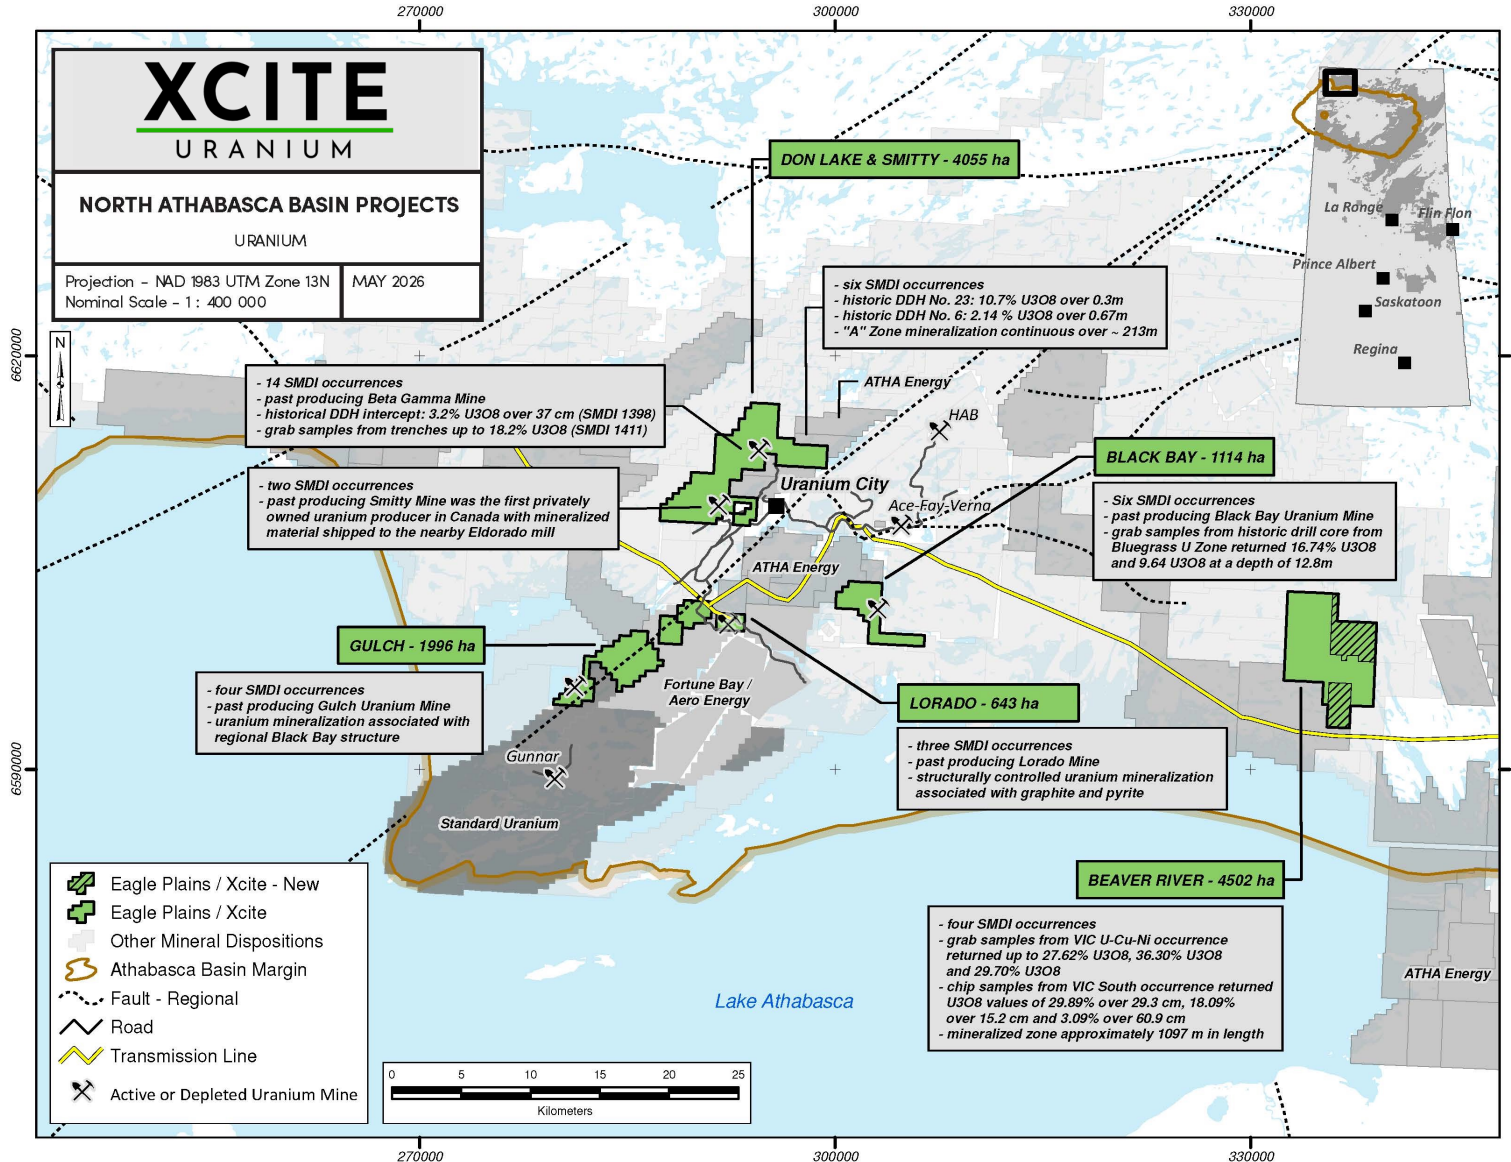 270000
300000
330000
XCITE
URANIUM
NORTH ATHABASCA BASIN PROJECTS
URANIUM
Projection - NAD 1983 UTM Zone 13N
Nominal Scale - 1 : 400 000
MAY 2026
N
6620000
6590000
DON LAKE & SMITTY - 4055 ha
- six SMDI occurrences
- historic DDH No. 23: 10.7% U3O8 over 0.3m
- historic DDH No. 6: 2.14 % U3O8 over 0.67m
- "A" Zone mineralization continuous over ~ 213m
La Ronge
Flin Flon
Prince Albert
Saskatoon
Regina
- 14 SMDI occurrences
- past producing Beta Gamma Mine
- historical DDH intercept: 3.2% U3O8 over 37 cm (SMDI 1398)
- grab samples from trenches up to 18.2% U3O8 (SMDI 1411)
ATHA Energy
HAB
- two SMDI occurrences
- past producing Smitty Mine was the first privately
owned uranium producer in Canada with mineralized
material shipped to the nearby Eldorado mill
Uranium City
Ace-Fay-Verna
BLACK BAY - 1114 ha
- Six SMDI occurrences
- past producing Black Bay Uranium Mine
- grab samples from historic drill core from
Bluegrass U Zone returned 16.74% U3O8
and 9.64 U3O8 at a depth of 12.8m
ATHA Energy
GULCH - 1996 ha
- four SMDI occurrences
- past producing Gulch Uranium Mine
- uranium mineralization associated with
regional Black Bay structure
Fortune Bay /
Aero Energy
LORADO - 643 ha
- three SMDI occurrences
- past producing Lorado Mine
- structurally controlled uranium mineralization
associated with graphite and pyrite
Gunnar
Standard Uranium
BEAVER RIVER - 4502 ha
- four SMDI occurrences
- grab samples from VIC U-Cu-Ni occurrence
returned up to 27.62% U3O8, 36.30% U3O8
and 29.70% U3O8
- chip samples from VIC South occurrence returned
U3O8 values of 29.89% over 29.3 cm, 18.09%
over 15.2 cm and 3.09% over 60.9 cm
- mineralized zone approximately 1097 m in length
ATHA Energy
Lake Athabasca
Eagle Plains / Xcite - New
Eagle Plains / Xcite
Other Mineral Dispositions
Athabasca Basin Margin
Fault - Regional
Road
Transmission Line
Active or Depleted Uranium Mine
0 5 10 15 20 25
Kilometers
270000
300000
330000